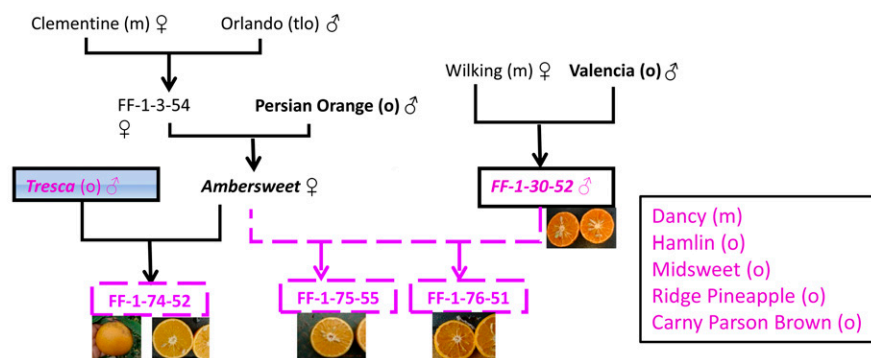 Clementine (m) ♀
Orlando (tlo) ♂
Wilking (m) ♀
Valencia (o) ♂
FF-1-3-54
♀
Persian Orange (o) ♂
Tresca (o) ♂
Ambersweet ♀
FF-1-30-52 ♂
Dancy (m)
Hamlin (o)
Midsweet (o)
Ridge Pineapple (o)
Carny Parson Brown (o)
FF-1-74-52
FF-1-75-55
FF-1-76-51